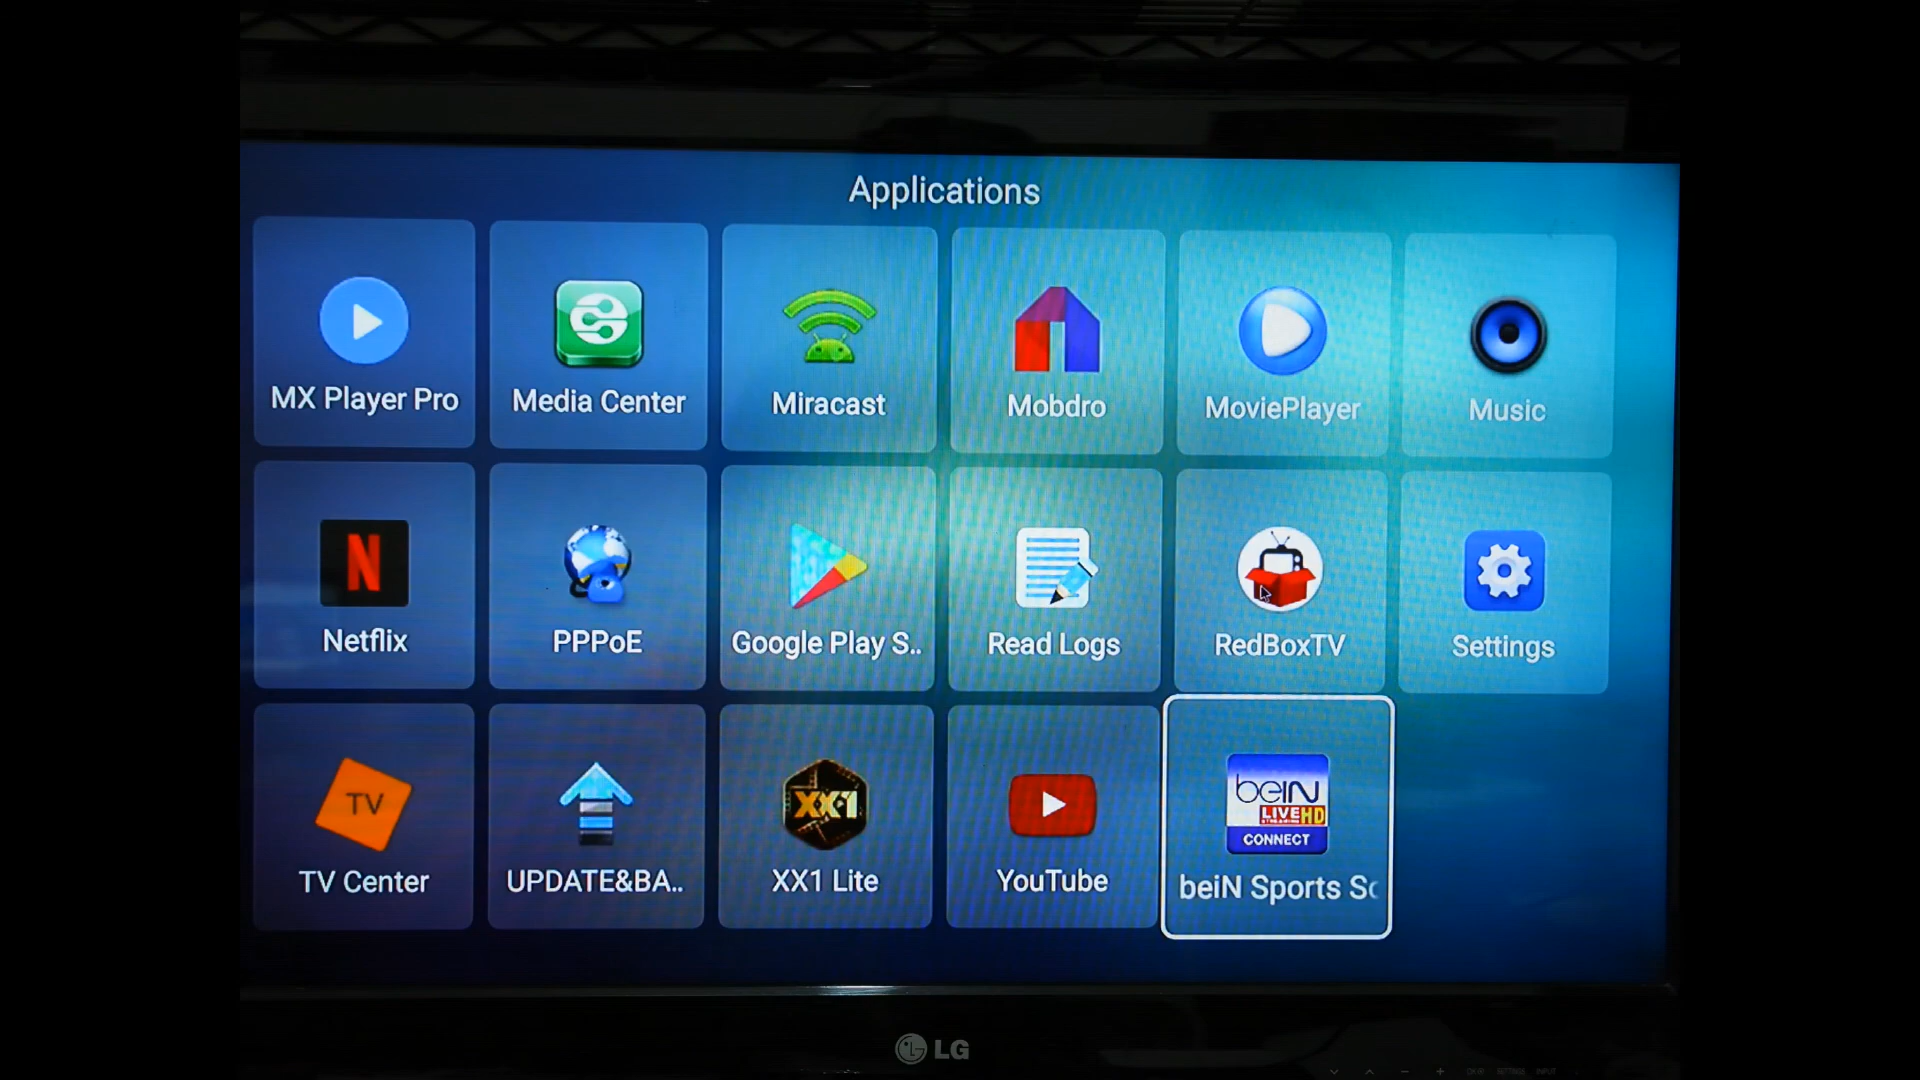 Applications
MX Player Pro
Media Center
Miracast
Mobdro
MoviePlayer
Music
N
Netflix
PPPoE
Google Play S..
Read Logs
RedBoxTV
Settings
TV
TV Center
UPDATE&BA..
XX1
XX1 Lite
YouTube
beIN
LIVE HD
STREAMING
CONNECT
beiN Sports Sc
LG